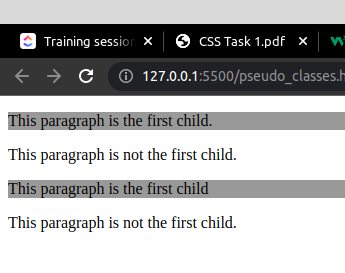 Training session
CSS Task 1.pdf
127.0.0.1:5500/pseudo_classes.h
This paragraph is the first child.
This paragraph is not the first child.
This paragraph is the first child
This paragraph is not the first child.